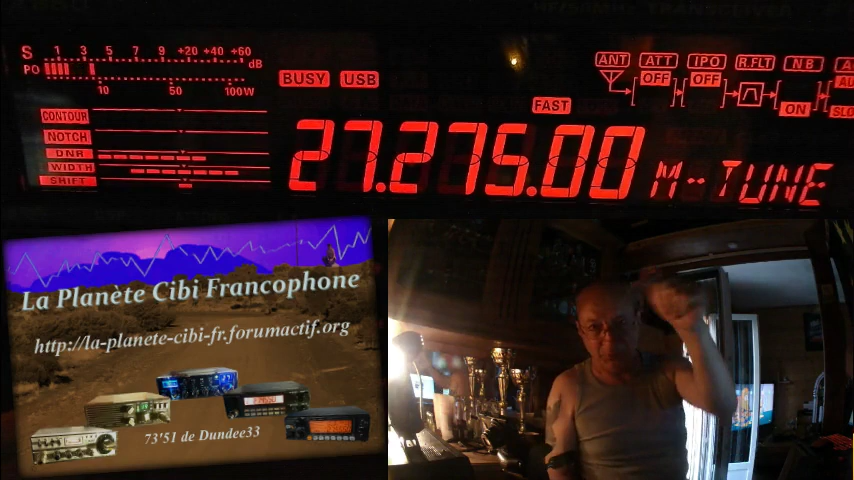 S 1 3 5 7 9 +20 +40 +60 dB
PO 10 50 100W
BUSY USB
ANT ATT IPO R.FLT NB
OFF OFF ON
FAST
CONTOUR
NOTCH
DNR
WIDTH
SHIFT
27.275.00 M-TUNE
La Planète Cibi Francophone
http://la-planete-cibi-fr.forumactif.org
73'51 de Dundee33